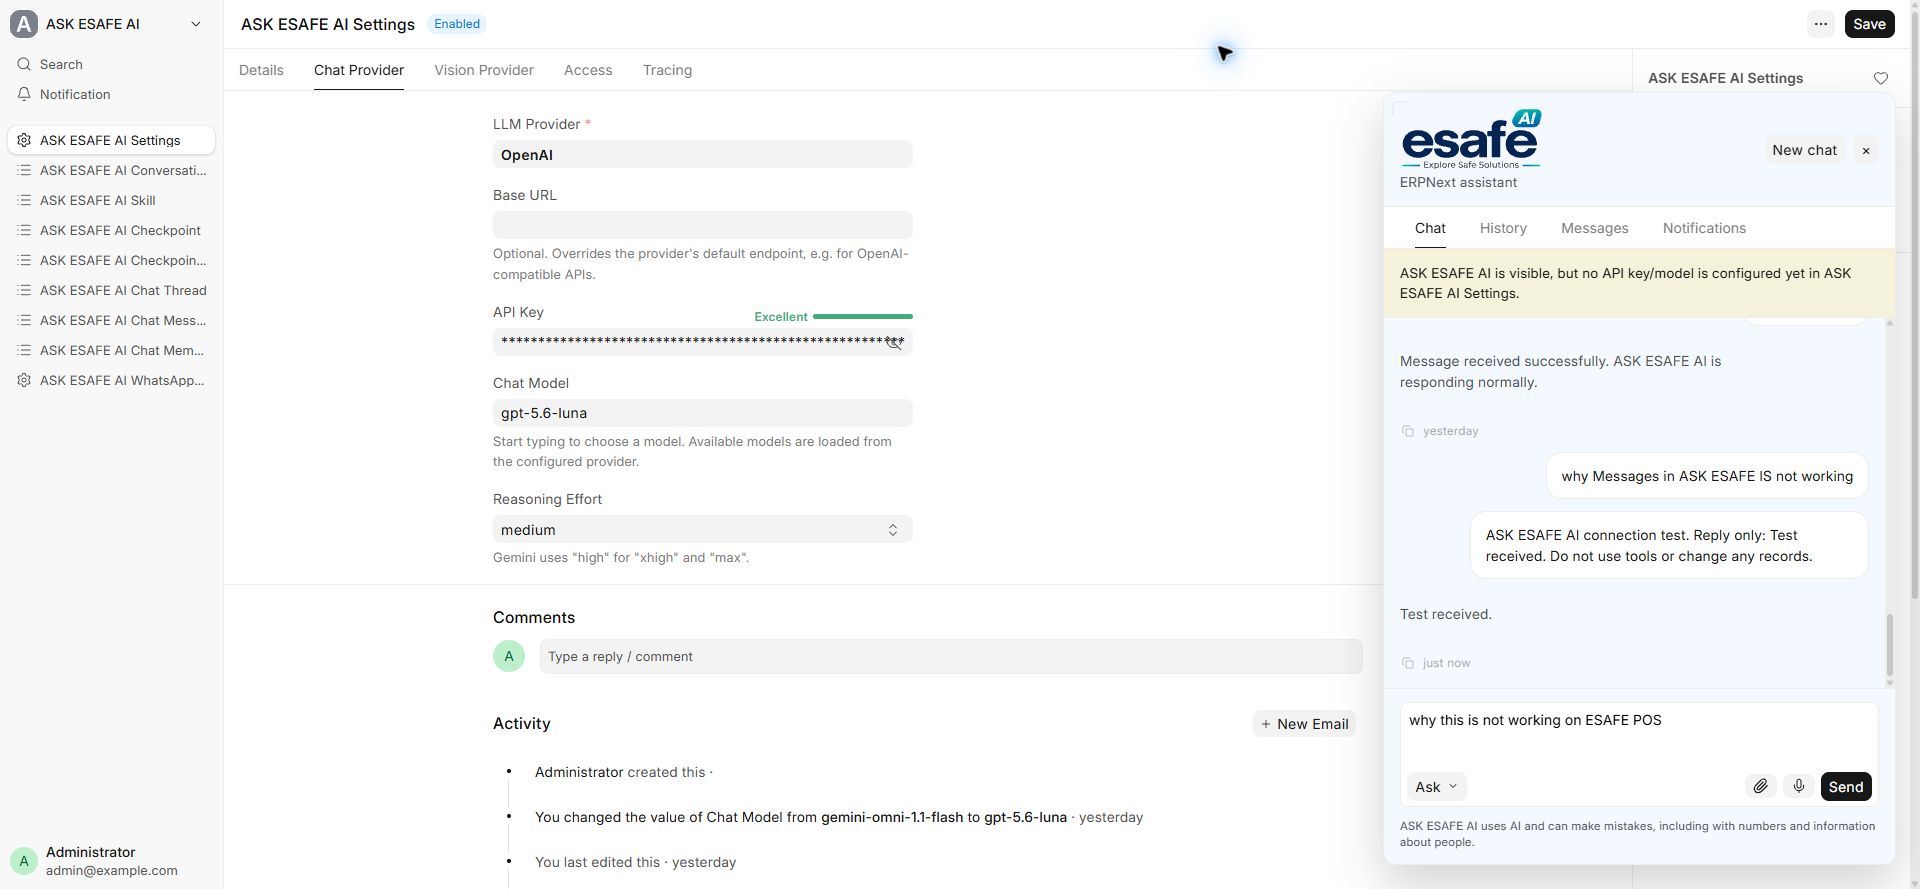 A ASK ESAFE AI
Search
Notification
ASK ESAFE AI Settings
ASK ESAFE AI Conversati...
ASK ESAFE AI Skill
ASK ESAFE AI Checkpoint
ASK ESAFE AI Checkpoin...
ASK ESAFE AI Chat Thread
ASK ESAFE AI Chat Mess...
ASK ESAFE AI Chat Mem...
ASK ESAFE AI WhatsApp...
A Administrator
admin@example.com
ASK ESAFE AI Settings Enabled
... Save
Details Chat Provider Vision Provider Access Tracing
LLM Provider *
OpenAI
Base URL
Optional. Overrides the provider's default endpoint, e.g. for OpenAI-
compatible APIs.
API Key Excellent
Chat Model
gpt-5.6-luna
Start typing to choose a model. Available models are loaded from
the configured provider.
Reasoning Effort
medium
Gemini uses "high" for "xhigh" and "max".
Comments
A Type a reply / comment
Activity + New Email
Administrator created this ·
You changed the value of Chat Model from gemini-omni-1.1-flash to gpt-5.6-luna · yesterday
You last edited this · yesterday
ASK ESAFE AI Settings
esafe AI
Explore Safe Solutions
ERPNext assistant
New chat ×
Chat History Messages Notifications
ASK ESAFE AI is visible, but no API key/model is configured yet in ASK
ESAFE AI Settings.
Message received successfully. ASK ESAFE AI is
responding normally.
yesterday
why Messages in ASK ESAFE IS not working
ASK ESAFE AI connection test. Reply only: Test
received. Do not use tools or change any records.
Test received.
just now
why this is not working on ESAFE POS
Ask Send
ASK ESAFE AI uses AI and can make mistakes, including with numbers and information
about people.